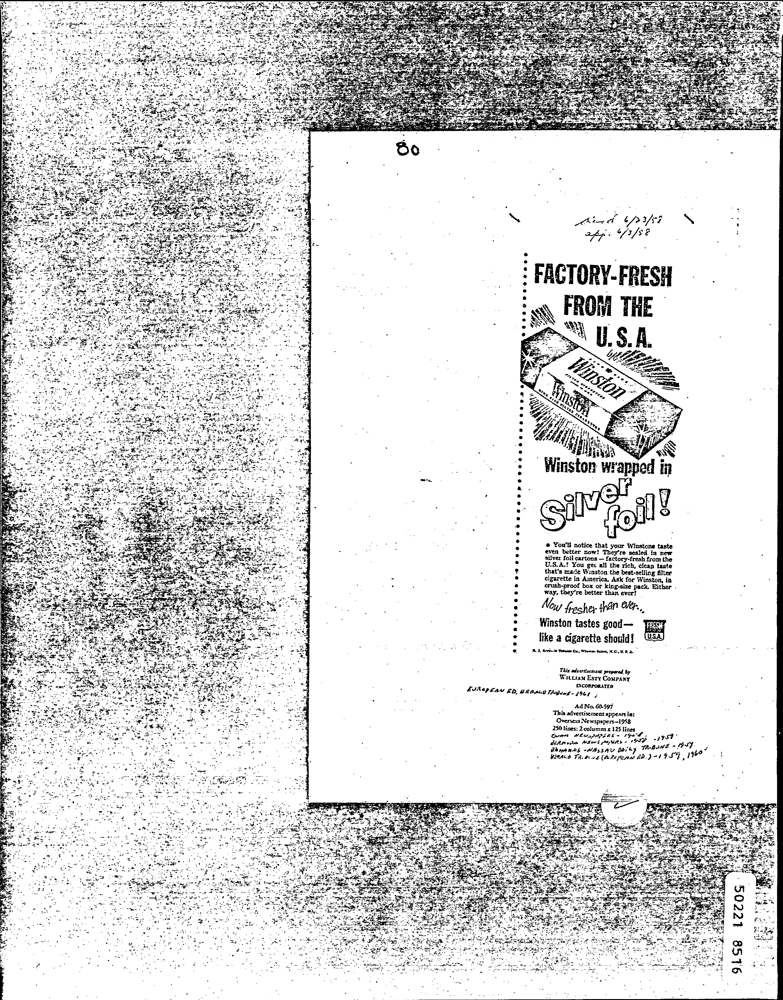 80
6/23/58
6/3/58
FACTORY-FRESH
FROM THE
U.S.A.
Winston
Winston
Winston wrapped in
Silver
foil!
• You'll notice that your Winstons taste
even better now! They're sealed in new
silver foil cartons — factory-fresh from the
U.S.A.! You get all the rich, clean taste
that's made Winston the best-selling filter
cigarette in America. Ask for Winston, in
crush-proof box or king-size pack. Either
way, they're better than ever!
Now fresher than ever...
Winston tastes good—
like a cigarette should!
U.S.A.
R. J. Reynolds Tobacco Co., Winston-Salem, N.C., U.S.A.
This advertisement prepared by
WILLIAM ESTY COMPANY
INCORPORATED
EUROPEAN ED. HERALD TRIBUNE - 1961
Ad No. 60-597
This advertisement appears in:
Overseas Newspapers—1958
250 lines: 2 column x 125 lines
NEWSPAPERS -
BERMUDA NEWSPAPERS - 1958 - 1959
BAHAMAS - NASSAU DAILY TRIBUNE - 1959
HERALD TRIBUNE (EUROPEAN ED.) - 1959, 1960
50221 8516